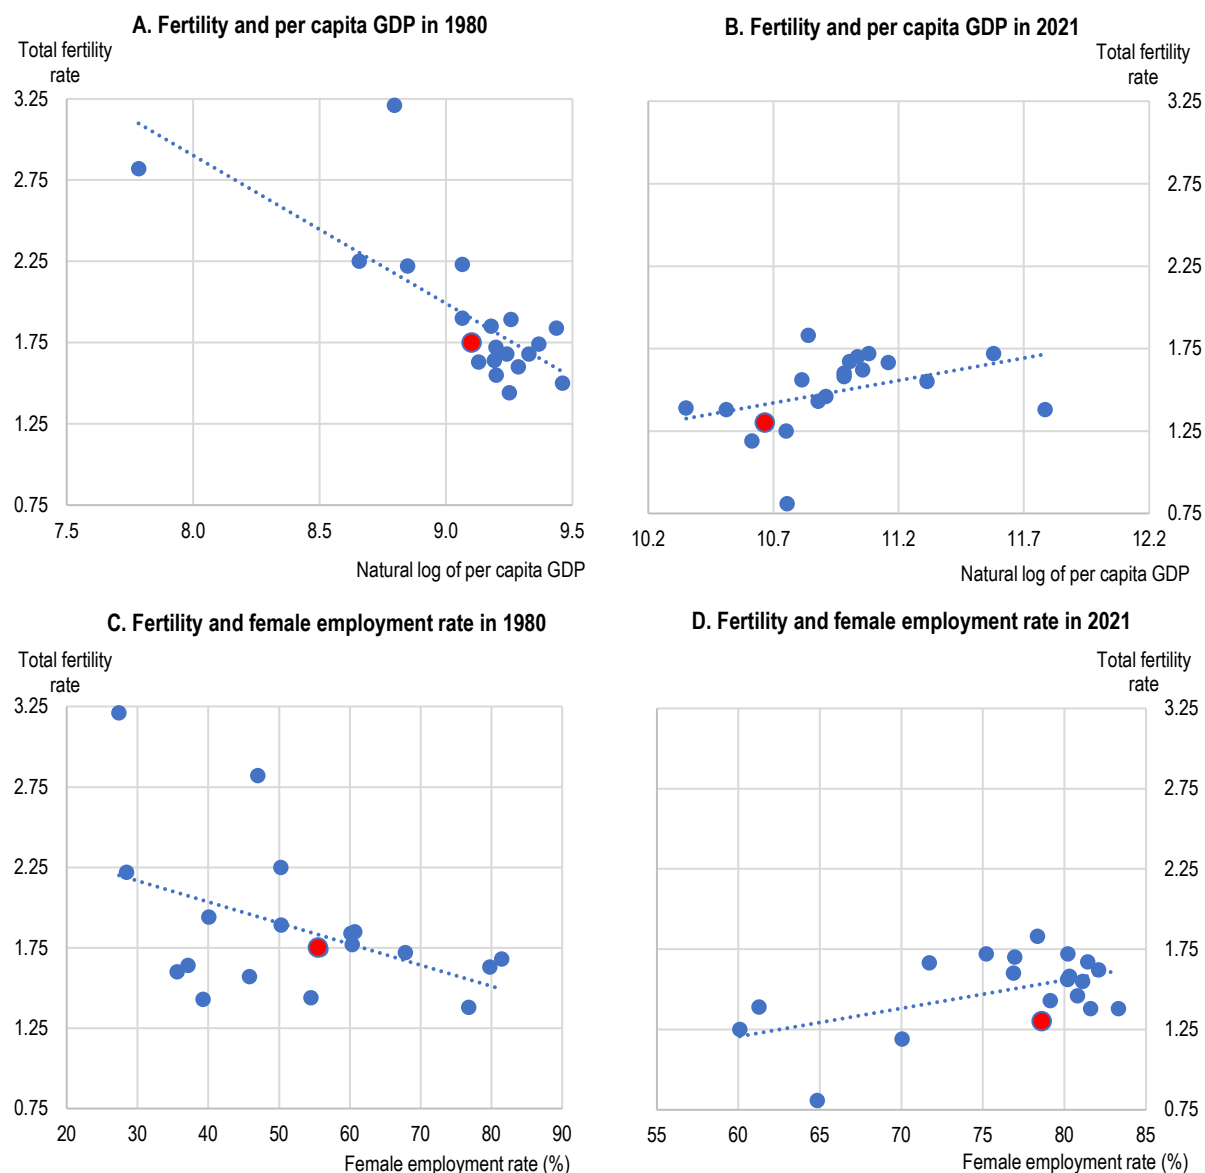 A. Fertility and per capita GDP in 1980
Total fertility
rate
3.25
2.75
2.25
1.75
1.25
0.75
7.5 8.0 8.5 9.0 9.5
Natural log of per capita GDP
B. Fertility and per capita GDP in 2021
Total fertility
rate
3.25
2.75
2.25
1.75
1.25
0.75
10.2 10.7 11.2 11.7 12.2
Natural log of per capita GDP
C. Fertility and female employment rate in 1980
Total fertility
rate
3.25
2.75
2.25
1.75
1.25
0.75
20 30 40 50 60 70 80 90
Female employment rate (%)
D. Fertility and female employment rate in 2021
Total fertility
rate
3.25
2.75
2.25
1.75
1.25
0.75
55 60 65 70 75 80 85
Female employment rate (%)